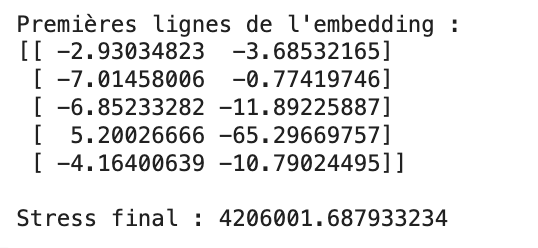 Premières lignes de l'embedding :
[[ -2.93034823  -3.68532165]
 [ -7.01458006  -0.77419746]
 [ -6.85233282 -11.89225887]
 [  5.20026666 -65.29669757]
 [ -4.16400639 -10.79024495]]
Stress final : 4206001.687933234